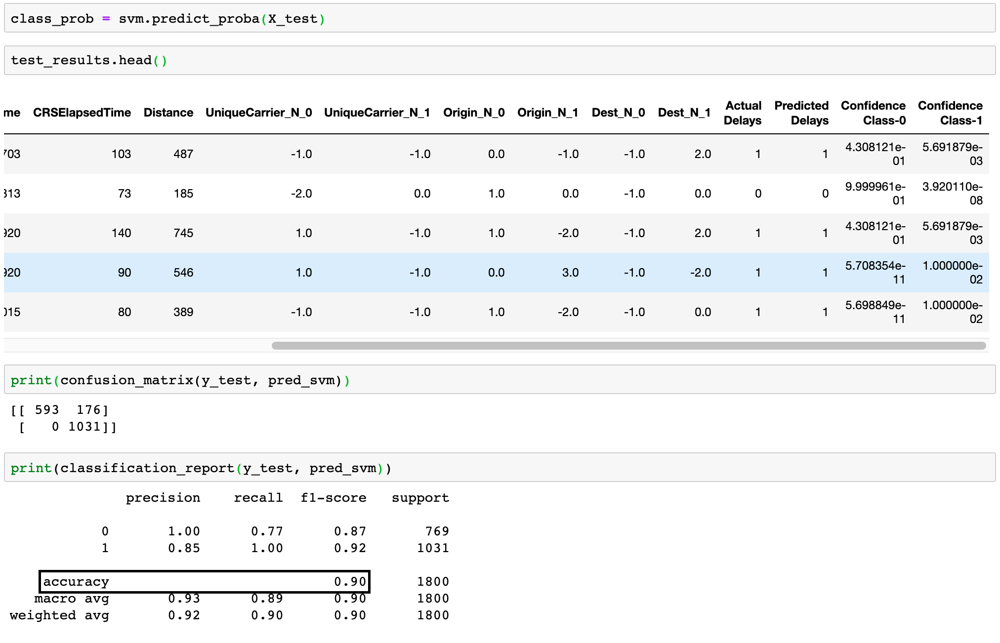 class_prob = svm.predict_proba(X_test)
test_results.head()
me CRSElapsedTime Distance UniqueCarrier_N_0 UniqueCarrier_N_1 Origin_N_0 Origin_N_1 Dest_N_0 Dest_N_1 Actual Delays Predicted Delays Confidence Class-0 Confidence Class-1
703 103 487 -1.0 -1.0 0.0 -1.0 -1.0 2.0 1 1 4.308121e-01 5.691879e-03
313 73 185 -2.0 0.0 1.0 0.0 -1.0 0.0 0 0 9.999961e-01 3.920110e-08
920 140 745 1.0 -1.0 1.0 -2.0 -1.0 2.0 1 1 4.308121e-01 5.691879e-03
920 90 546 1.0 -1.0 0.0 3.0 -1.0 -2.0 1 1 5.708354e-11 1.000000e-02
015 80 389 -1.0 -1.0 1.0 -2.0 -1.0 0.0 1 1 5.698849e-11 1.000000e-02
print(confusion_matrix(y_test, pred_svm))
[[ 593 176]
[ 0 1031]]
print(classification_report(y_test, pred_svm))
precision recall f1-score support
0 1.00 0.77 0.87 769
1 0.85 1.00 0.92 1031
accuracy 0.90 1800
macro avg 0.93 0.89 0.90 1800
weighted avg 0.92 0.90 0.90 1800